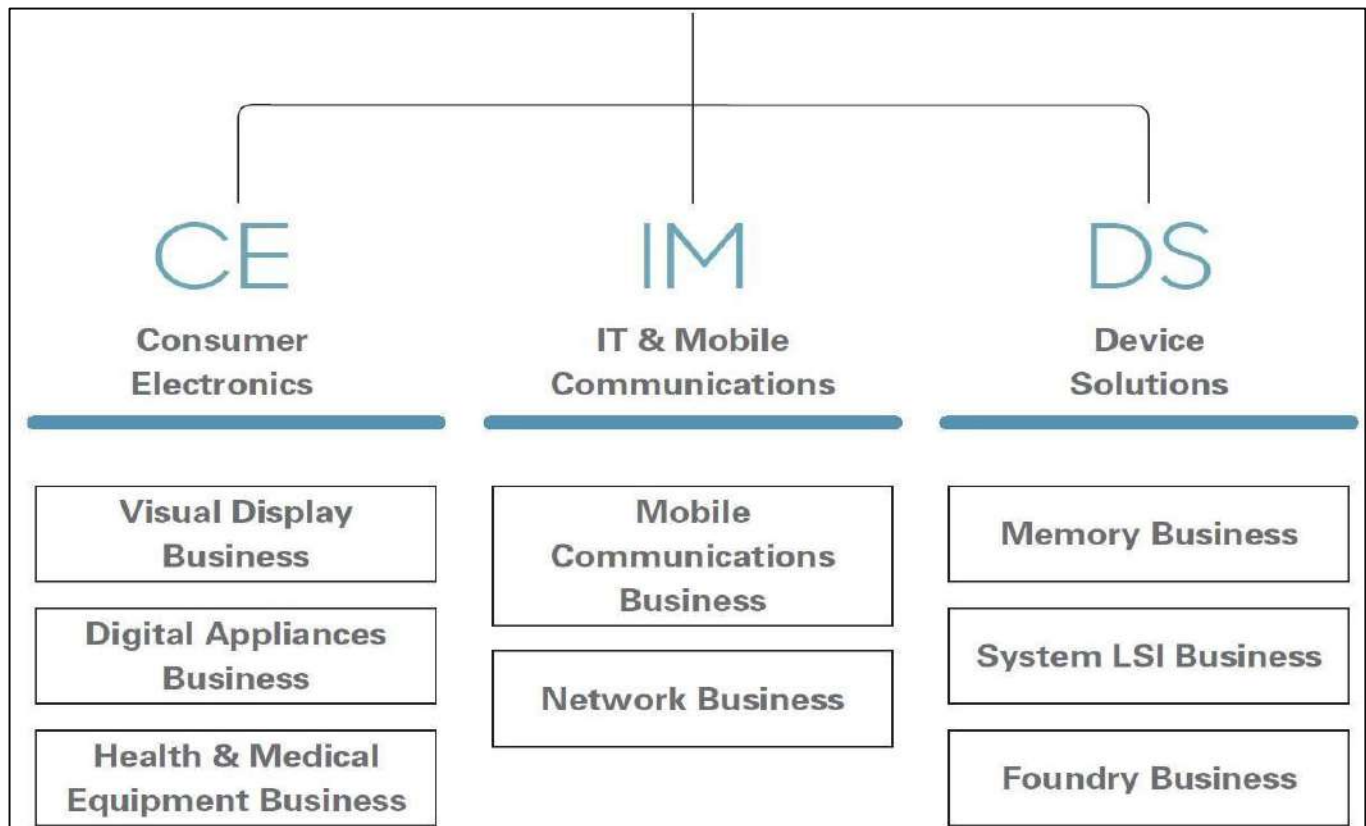 CE
Consumer
Electronics
Visual Display
Business
Digital Appliances
Business
Health & Medical
Equipment Business
IM
IT & Mobile
Communications
Mobile
Communications
Business
Network Business
DS
Device
Solutions
Memory Business
System LSI Business
Foundry Business